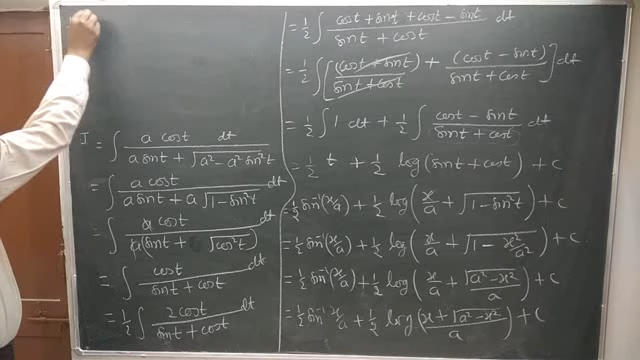 I = ∫ a cost dt / (a sint + √(a² - a² sin²t))
= ∫ a cost / (a sint + a √(1 - sin²t)) dt
= ∫ a cost / (a(sint + √(cos²t))) dt
= ∫ cost / (sint + cost) dt
= 1/2 ∫ 2cost / (sint + cost) dt
= 1/2 ∫ (cost + sint + cost - sint) / (sint + cost) dt
= 1/2 ∫ [(cost + sint) / (sint + cost) + (cost - sint) / (sint + cost)] dt
= 1/2 ∫ 1 dt + 1/2 ∫ (cost - sint) / (sint + cost) dt
= 1/2 t + 1/2 log(sint + cost) + c
= 1/2 sin⁻¹(x/a) + 1/2 log(x/a + √(1 - sin²t)) + c
= 1/2 sin⁻¹(x/a) + 1/2 log(x/a + √(1 - x²/a²)) + c
= 1/2 sin⁻¹(x/a) + 1/2 log(x/a + √(a² - x²)/a) + c
= 1/2 sin⁻¹ x/a + 1/2 log((x + √(a² - x²))/a) + c